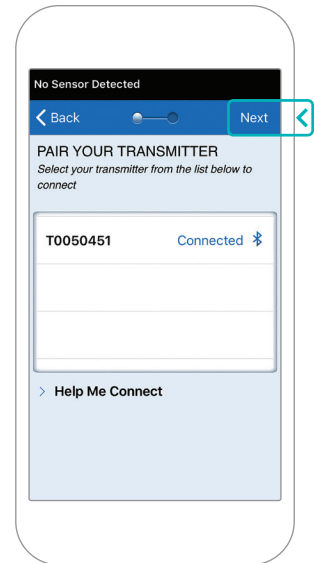 No Sensor Detected
Back
Next
PAIR YOUR TRANSMITTER
Select your transmitter from the list below to
connect
T0050451 Connected
Help Me Connect